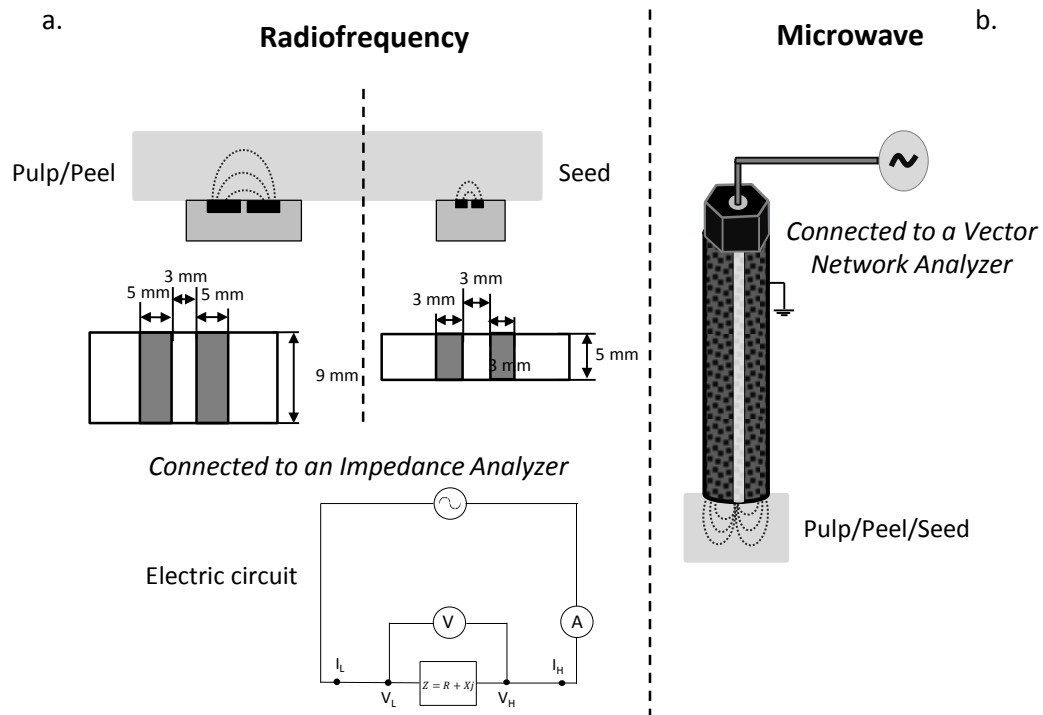 a.
Radiofrequency
Pulp/Peel
Seed
3 mm
5 mm
5 mm
9 mm
3 mm
3 mm
3 mm
5 mm
Connected to an Impedance Analyzer
Electric circuit
V
A
I_L
I_H
Z = R + Xj
V_L
V_H
b.
Microwave
Connected to a Vector
Network Analyzer
Pulp/Peel/Seed